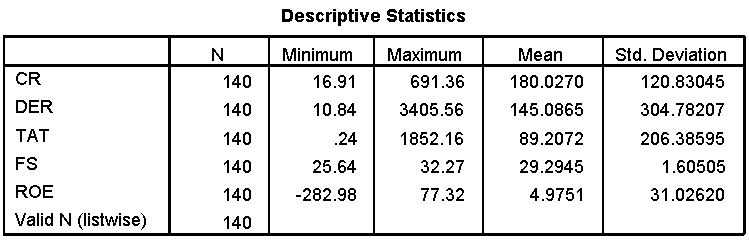 Descriptive Statistics
N Minimum Maximum Mean Std. Deviation
CR 140 16.91 691.36 180.0270 120.83045
DER 140 10.84 3405.56 145.0865 304.78207
TAT 140 .24 1852.16 89.2072 206.38595
FS 140 25.64 32.27 29.2945 1.60505
ROE 140 -282.98 77.32 4.9751 31.02620
Valid N (listwise) 140